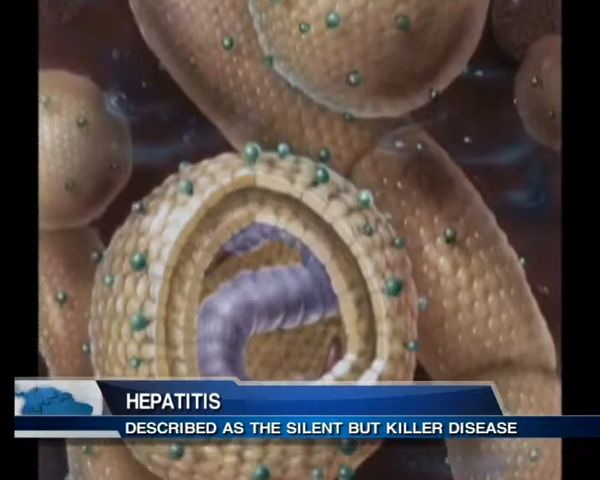 HEPATITIS
DESCRIBED AS THE SILENT BUT KILLER DISEASE